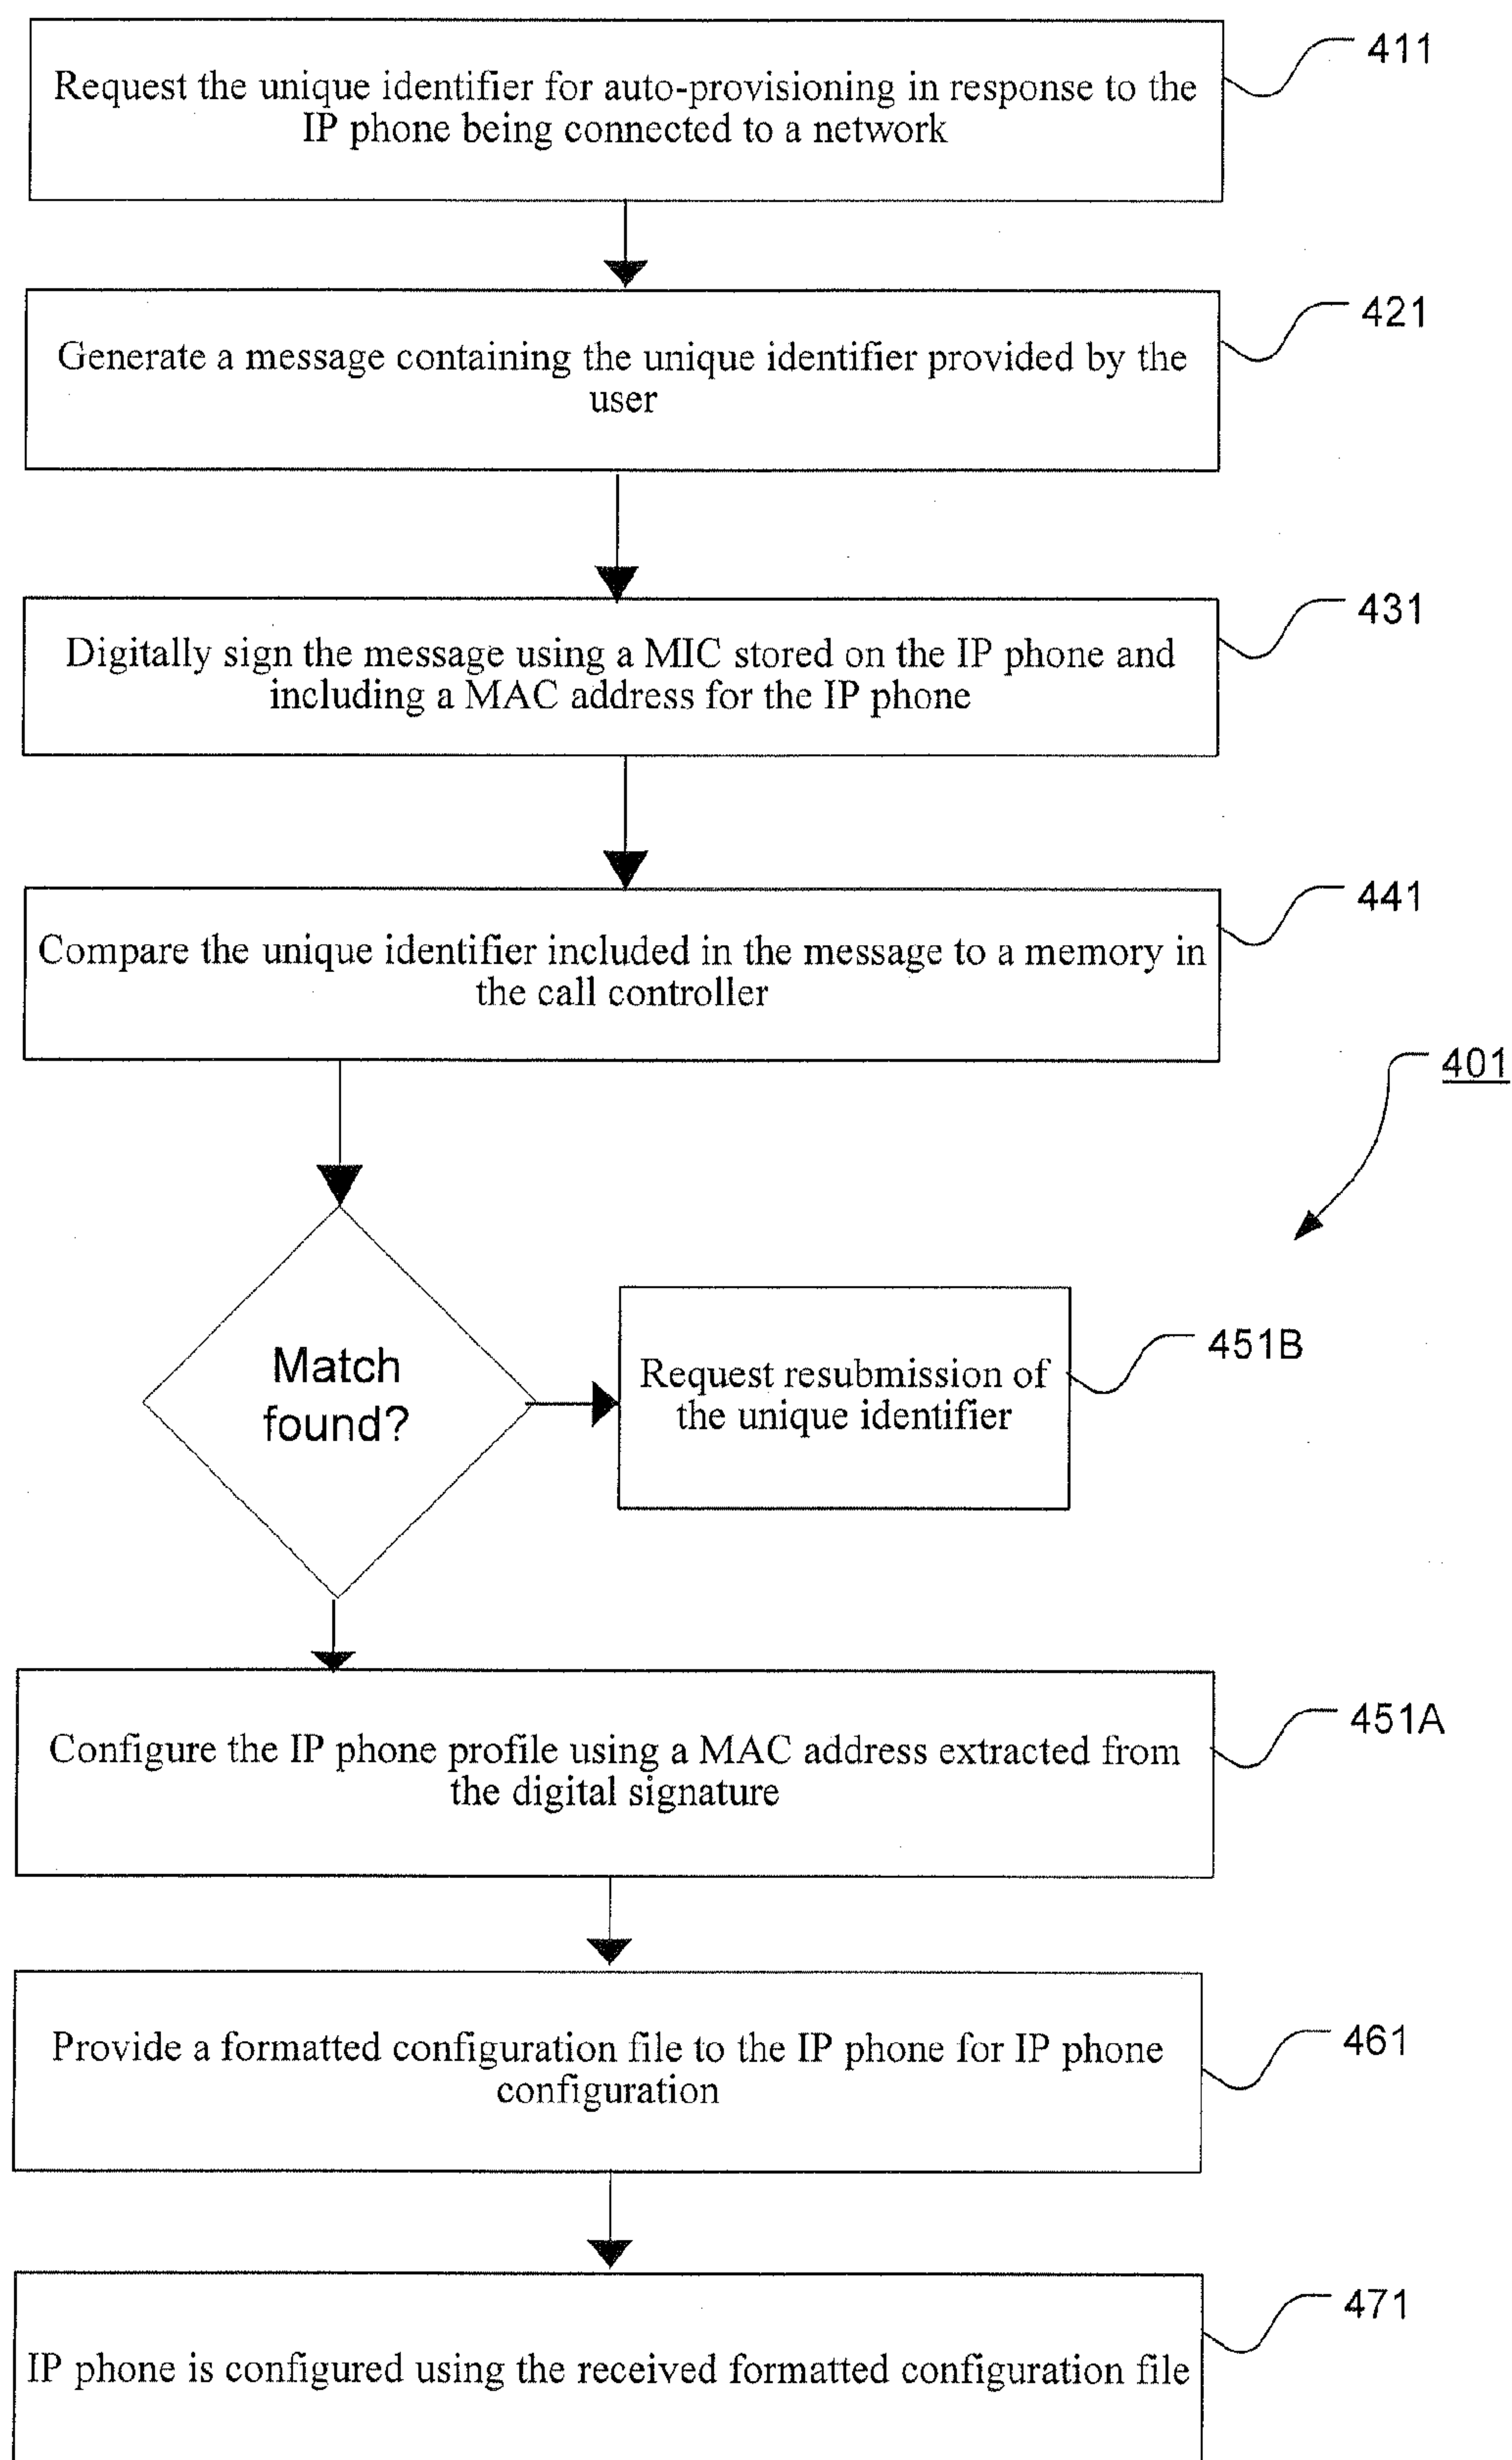 411
Request the unique identifier for auto-provisioning in response to the
IP phone being connected to a network
421
Generate a message containing the unique identifier provided by the
user
431
Digitally sign the message using a MIC stored on the IP phone and
including a MAC address for the IP phone
441
Compare the unique identifier included in the message to a memory in
the call controller
401
Match
found?
451B
Request resubmission of
the unique identifier
451A
Configure the IP phone profile using a MAC address extracted from
the digital signature
461
Provide a formatted configuration file to the IP phone for IP phone
configuration
471
IP phone is configured using the received formatted configuration file